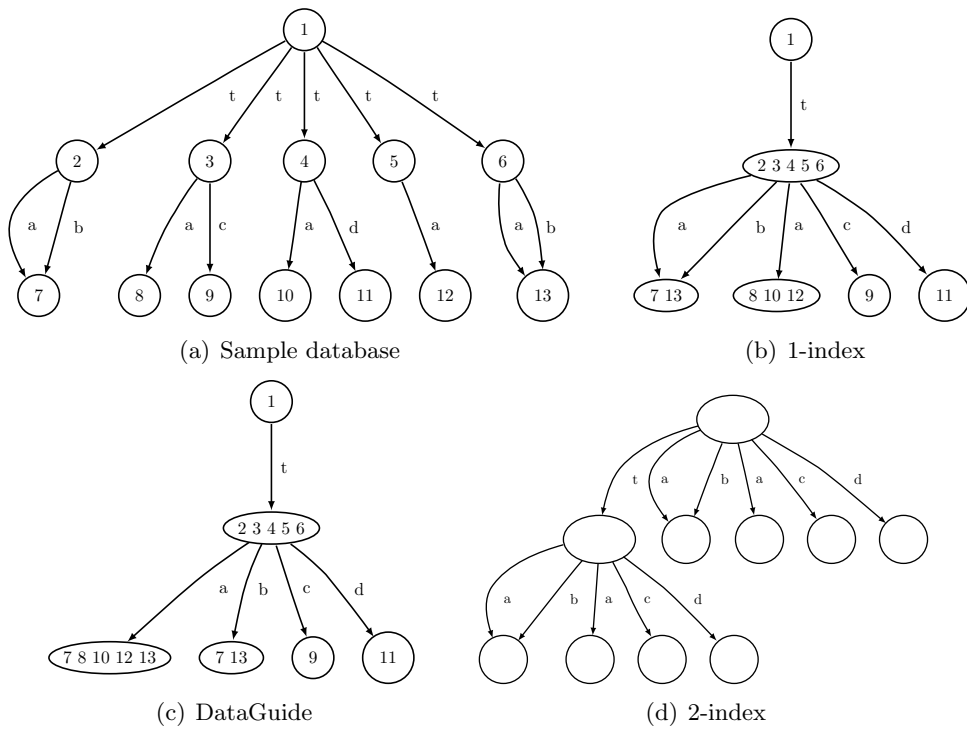 1
t t t t t
2 3 4 5 6
a b a c a d a a b
7 8 9 10 11 12 13
(a) Sample database
1
t
2 3 4 5 6
a b a c d
7 13 8 10 12 9 11
(b) 1-index
1
t
2 3 4 5 6
a b c d
7 8 10 12 13 7 13 9 11
(c) DataGuide
t a b a c d
a b a c d
(d) 2-index